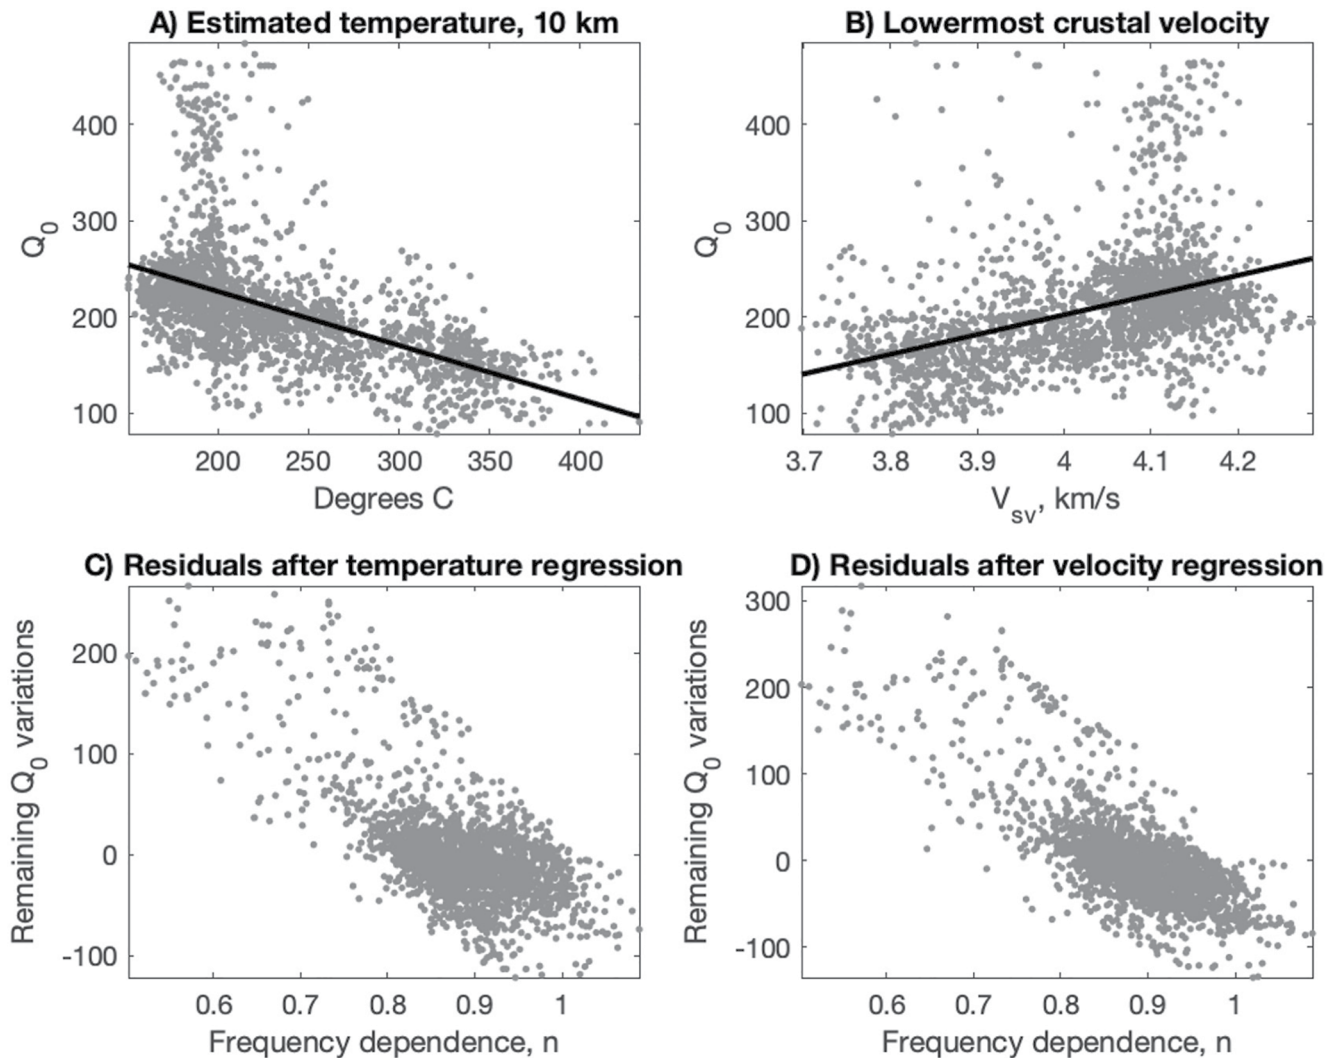 A) Estimated temperature, 10 km
B) Lowermost crustal velocity
Q0
400
300
200
100
200 250 300 350 400
Degrees C
Q0
400
300
200
100
3.7 3.8 3.9 4 4.1 4.2
Vsv, km/s
C) Residuals after temperature regression
D) Residuals after velocity regression
Remaining Q0 variations
200
100
0
-100
0.6 0.7 0.8 0.9 1
Frequency dependence, n
Remaining Q0 variations
300
200
100
0
-100
0.6 0.7 0.8 0.9 1
Frequency dependence, n